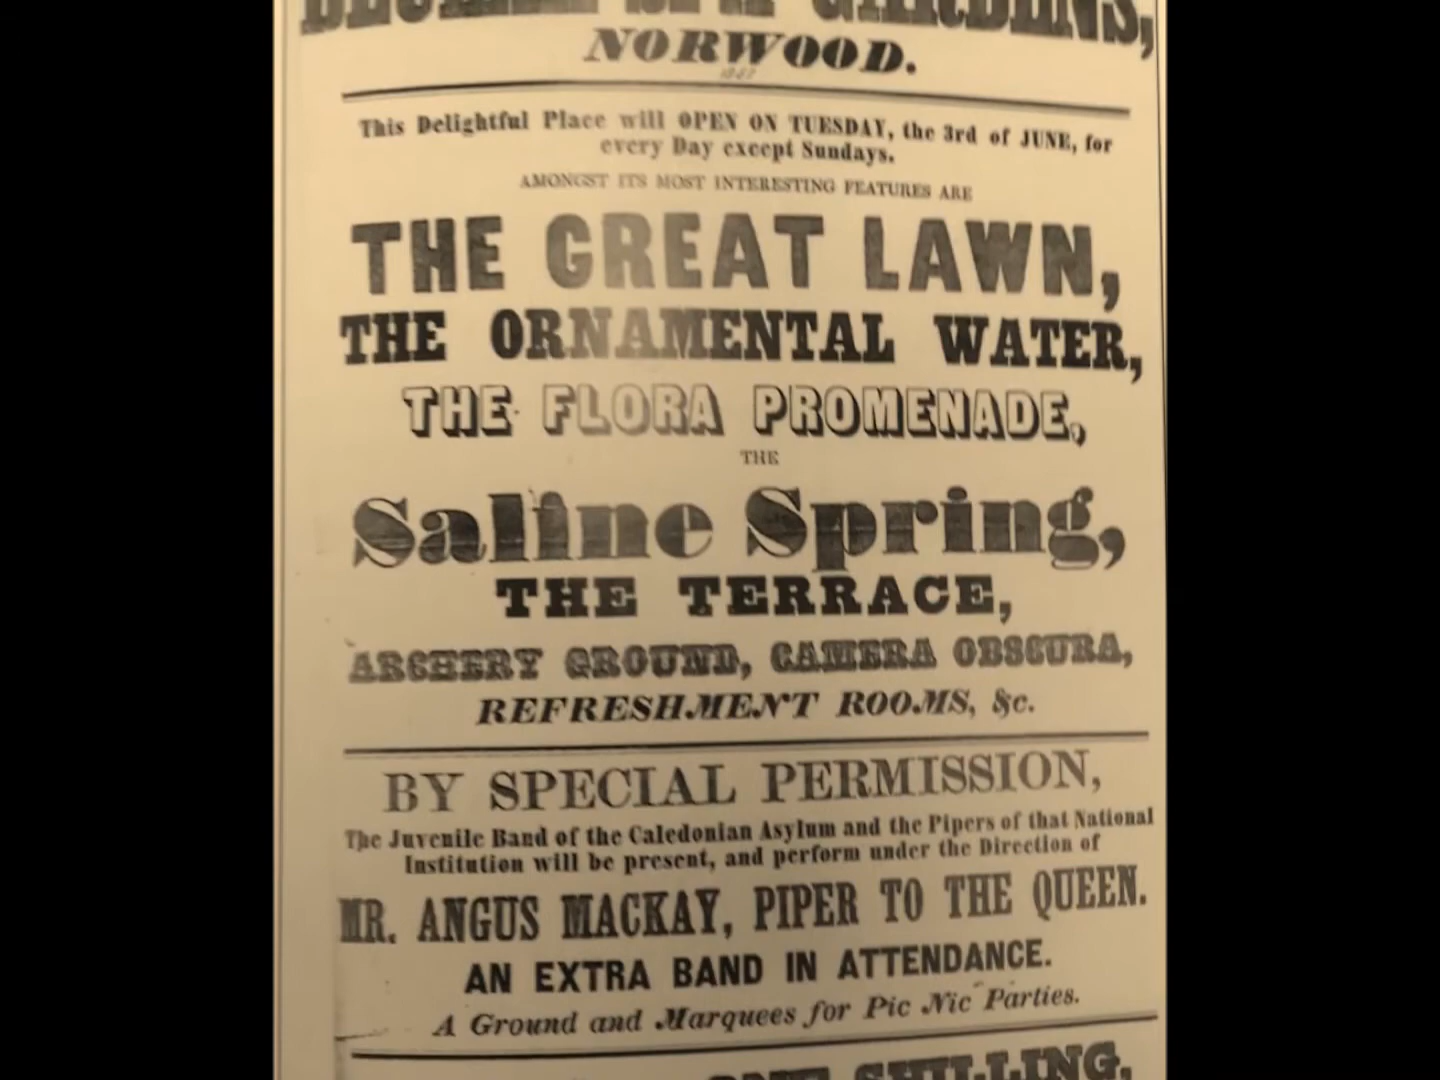 GARDENS,
NORWOOD.
This Delightful Place will OPEN ON TUESDAY, the 3rd of JUNE, for
every Day except Sundays.
AMONGST ITS MOST INTERESTING FEATURES ARE
THE GREAT LAWN,
THE ORNAMENTAL WATER,
THE FLORA PROMENADE,
THE
Saline Spring,
THE TERRACE,
ARCHERY GROUND, CAMERA OBSCURA,
REFRESHMENT ROOMS, &c.
BY SPECIAL PERMISSION,
The Juvenile Band of the Caledonian Asylum and the Pipers of that National
Institution will be present, and perform under the Direction of
MR. ANGUS MACKAY, PIPER TO THE QUEEN.
AN EXTRA BAND IN ATTENDANCE.
A Ground and Marquees for Pic Nic Parties.
ONE SHILLING.